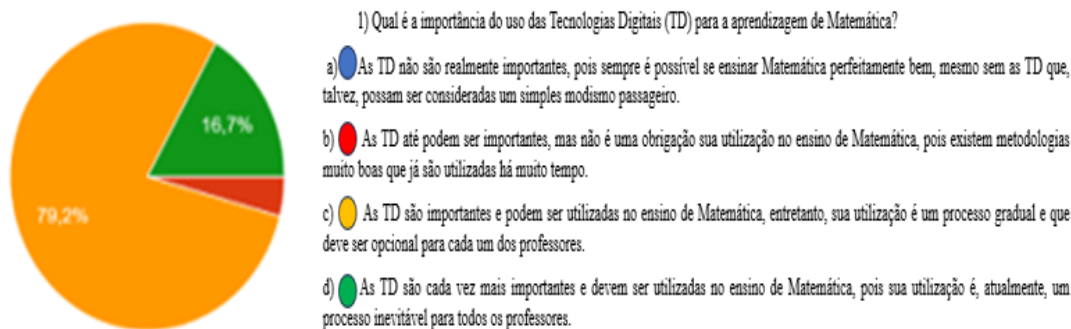 1) Qual é a importância do uso das Tecnologias Digitais (TD) para a aprendizagem de Matemática?
a) As TD não são realmente importantes, pois sempre é possível se ensinar Matemática perfeitamente bem, mesmo sem as TD que,
talvez, possam ser consideradas um simples modismo passageiro.
16,7%
b) As TD até podem ser importantes, mas não é uma obrigação sua utilização no ensino de Matemática, pois existem metodologias
muito boas que já são utilizadas há muito tempo.
79,2%
c) As TD são importantes e podem ser utilizadas no ensino de Matemática, entretanto, sua utilização é um processo gradual e que
deve ser opcional para cada um dos professores.
d) As TD são cada vez mais importantes e devem ser utilizadas no ensino de Matemática, pois sua utilização é, atualmente, um
processo inevitável para todos os professores.